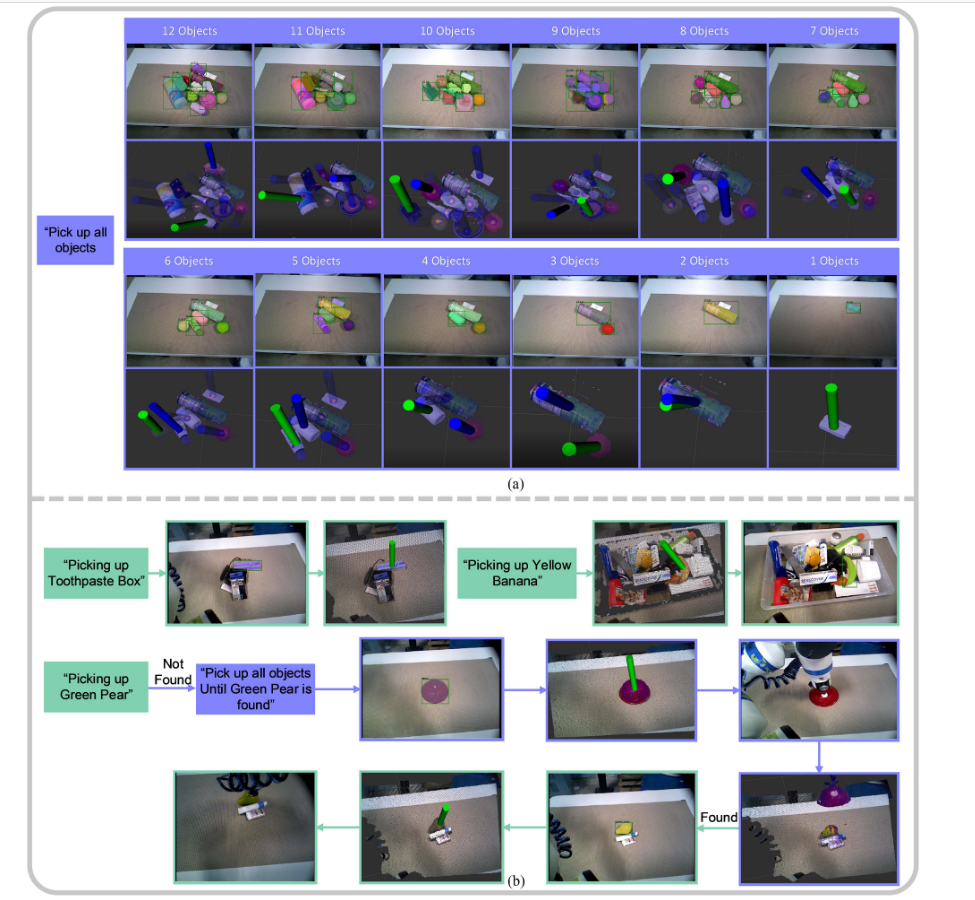 12 Objects
11 Objects
10 Objects
9 Objects
8 Objects
7 Objects
“Pick up all
objects
6 Objects
5 Objects
4 Objects
3 Objects
2 Objects
1 Objects
(a)
“Picking up
Toothpaste Box”
“Picking up Yellow
Banana”
“Picking up
Green Pear”
Not
Found
“Pick up all objects
Until Green Pear is
found”
Found
(b)